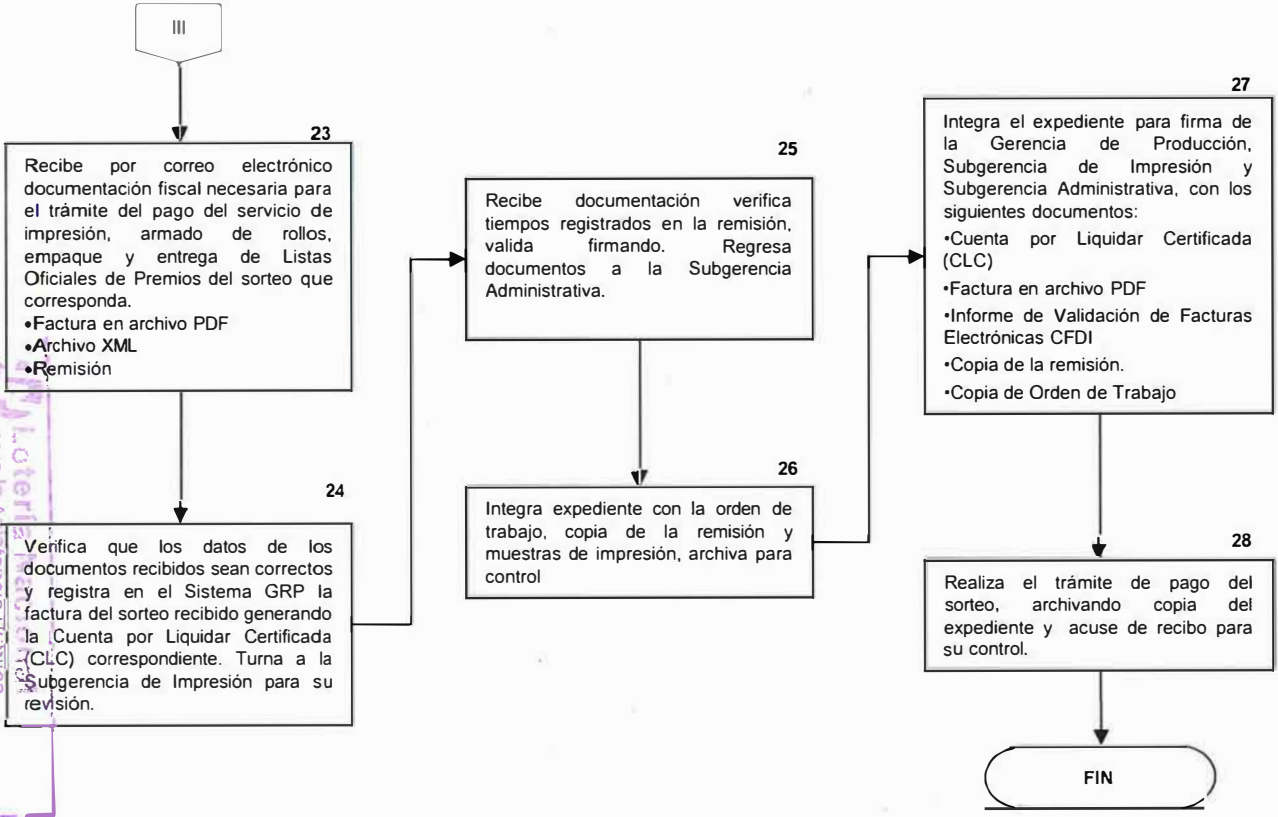 III
23
Recibe por correo electrónico
documentación fiscal necesaria para
el trámite del pago del servicio de
impresión, armado de rollos,
empaque y entrega de Listas
Oficiales de Premios del sorteo que
corresponda.
•Factura en archivo PDF
•Archivo XML
•Remisión
24
Verifica que los datos de los
documentos recibidos sean correctos
y registra en el Sistema GRP la
factura del sorteo recibido generando
la Cuenta por Liquidar Certificada
(CLC) correspondiente. Turna a la
Subgerencia de Impresión para su
revisión.
25
Recibe documentación verifica
tiempos registrados en la remisión,
valida firmando. Regresa
documentos a la Subgerencia
Administrativa.
26
Integra expediente con la orden de
trabajo, copia de la remisión y
muestras de impresión, archiva para
control
27
Integra el expediente para firma de
la Gerencia de Producción,
Subgerencia de Impresión y
Subgerencia Administrativa, con los
siguientes documentos:
•Cuenta por Liquidar Certificada
(CLC)
•Factura en archivo PDF
•Informe de Validación de Facturas
Electrónicas CFDI
•Copia de la remisión.
•Copia de Orden de Trabajo
28
Realiza el trámite de pago del
sorteo, archivando copia del
expediente y acuse de recibo para
su control.
FIN
Lotería